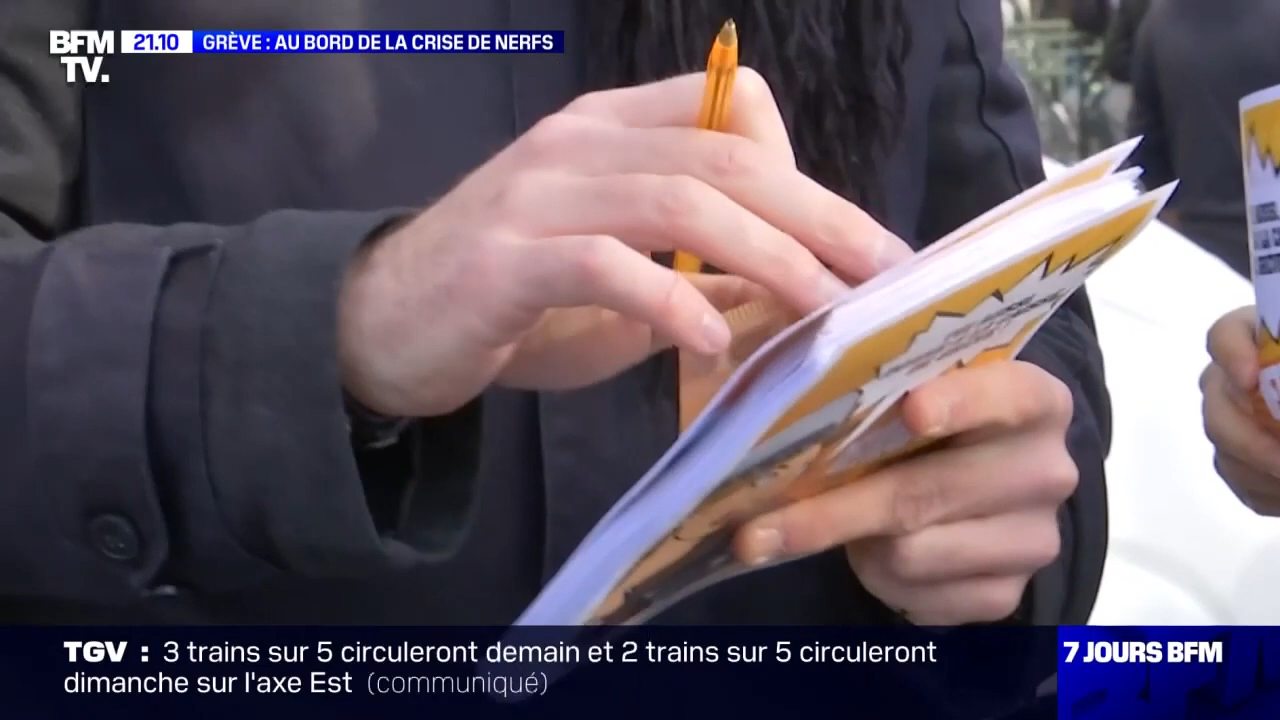 BFM 21.10 GRÈVE : AU BORD DE LA CRISE DE NERFS
TV.
TGV : 3 trains sur 5 circuleront demain et 2 trains sur 5 circuleront
dimanche sur l'axe Est (communiqué)
7 JOURS BFM